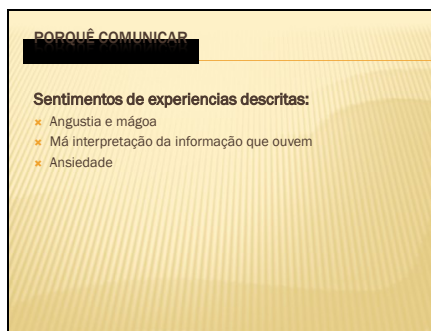 PORQUÊ COMUNICAR
Sentimentos de experiencias descritas:
Angustia e mágoa
Má interpretação da informação que ouvem
Ansiedade